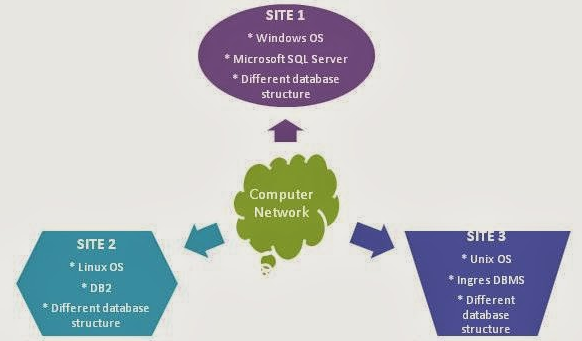 SITE 1
* Windows OS
* Microsoft SQL Server
* Different database
structure
Computer
Network
SITE 2
* Linux OS
* DB2
* Different database
structure
SITE 3
* Unix OS
* Ingres DBMS
* Different
database
structure